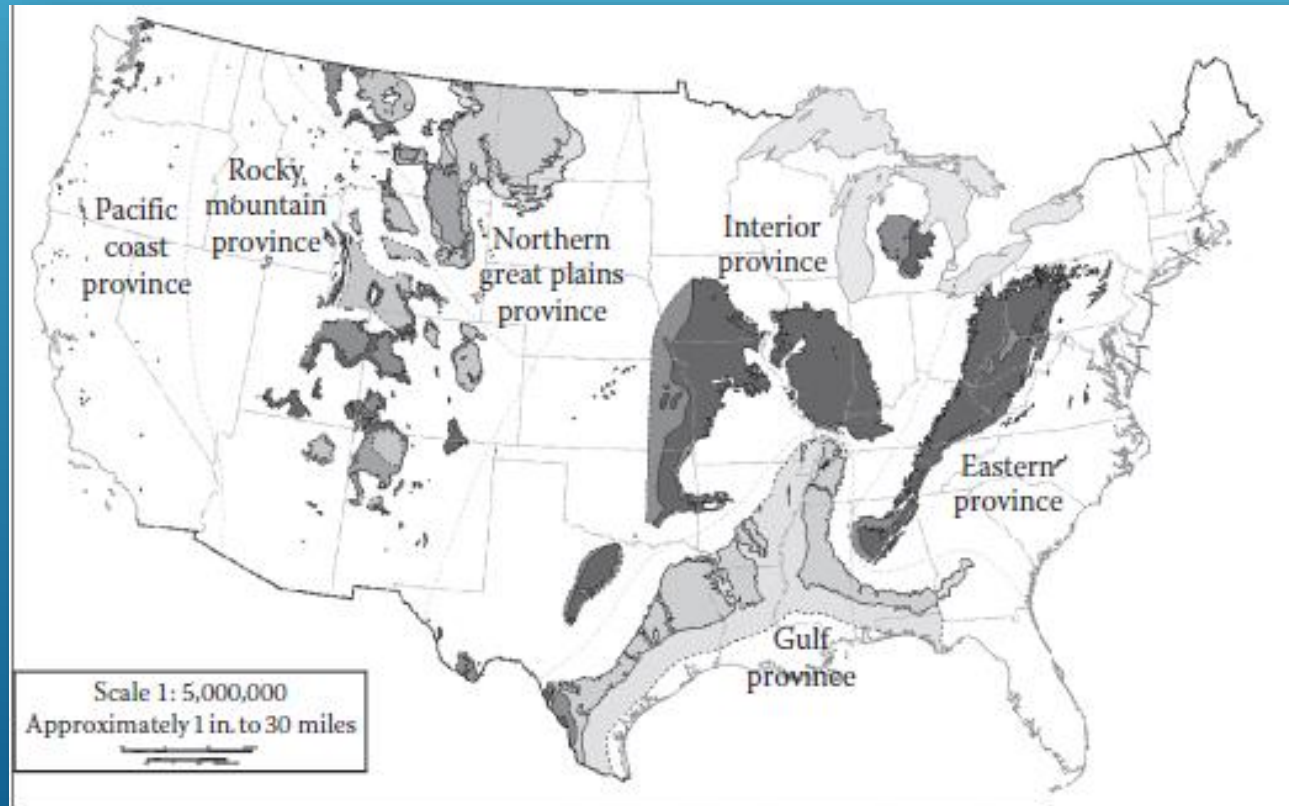 Pacific
coast
province
Rocky
mountain
province
Northern
great plains
province
Interior
province
Eastern
province
Gulf
province
Scale 1: 5,000,000
Approximately 1 in. to 30 miles